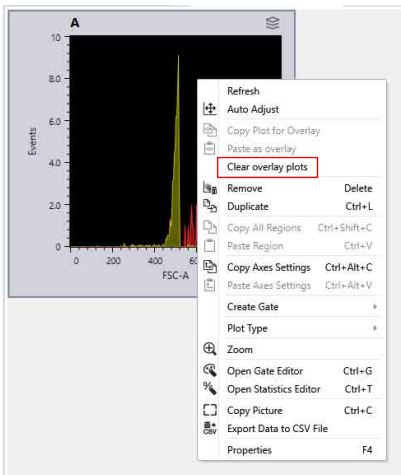 A
10
8.0
6.0
4.0
2.0
0
Events
0 200 400
FSC-A
Refresh
Auto Adjust
Copy Plot for Overlay
Paste as overlay
Clear overlay plots
Remove Delete
Duplicate Ctrl+L
Copy All Regions Ctrl+Shift+C
Paste Region Ctrl+V
Copy Axes Settings Ctrl+Alt+C
Paste Axes Settings Ctrl+Alt+V
Create Gate
Plot Type
Zoom
Open Gate Editor Ctrl+G
Open Statistics Editor Ctrl+T
Copy Picture Ctrl+C
CSV Export Data to CSV File
Properties F4